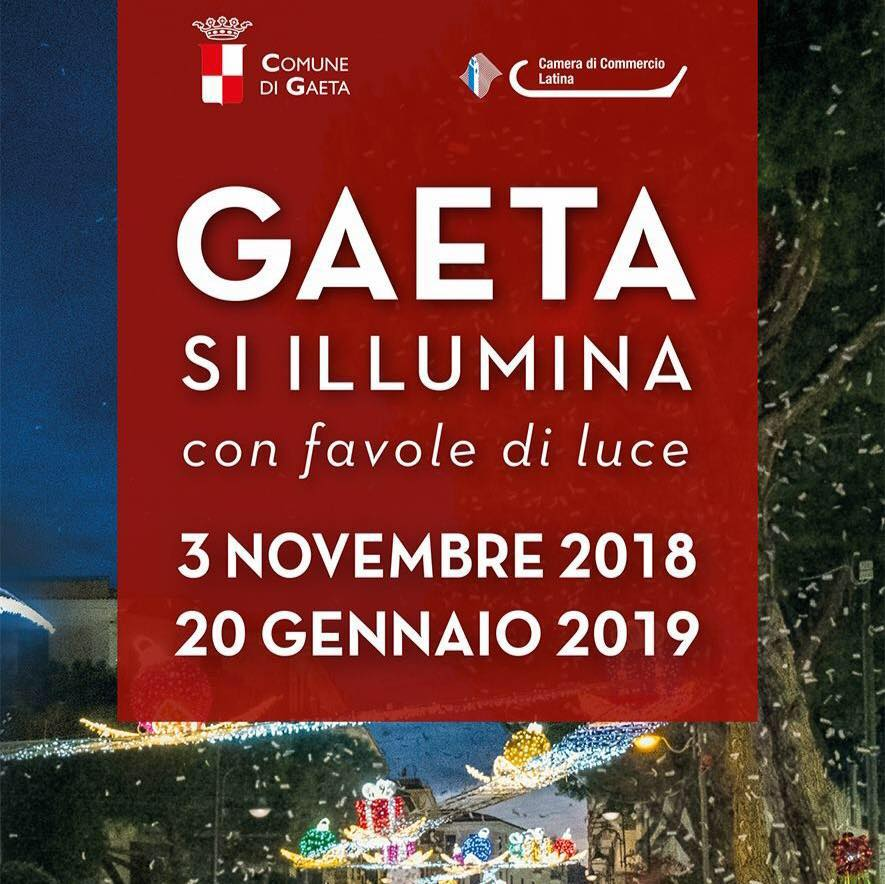 COMUNE
DI GAETA
Camera di Commercio
Latina
GAETA
SI ILLUMINA
con favole di luce
3 NOVEMBRE 2018
20 GENNAIO 2019